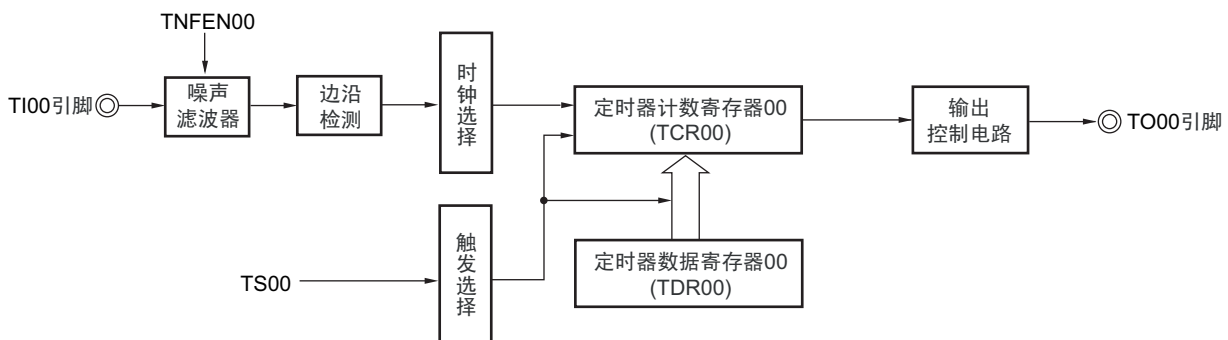 TNFEN00
TI00引脚
噪声
滤波器
边沿
检测
时钟选择
定时器计数寄存器00
(TCR00)
输出
控制电路
TO00引脚
TS00
触发选择
定时器数据寄存器00
(TDR00)